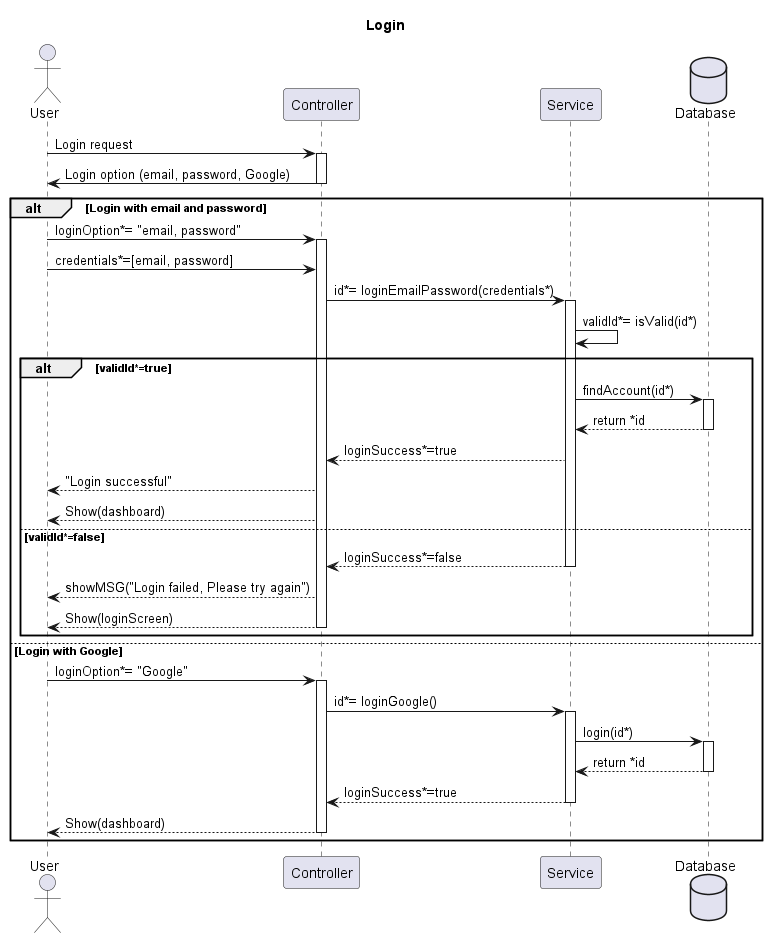 Login
User
Controller
Service
Database
Login request
Login option (email, password, Google)
alt [Login with email and password]
loginOption*= "email, password"
credentials*=[email, password]
id*= loginEmailPassword(credentials*)
validId*= isValid(id*)
alt [validId*=true]
findAccount(id*)
return *id
loginSuccess*=true
"Login successful"
Show(dashboard)
[validId*=false]
loginSuccess*=false
showMSG("Login failed, Please try again")
Show(loginScreen)
[Login with Google]
loginOption*= "Google"
id*= loginGoogle()
login(id*)
return *id
loginSuccess*=true
Show(dashboard)
User
Controller
Service
Database